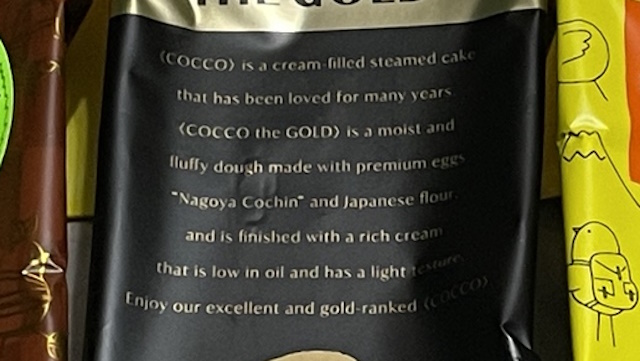 THE GOLD
⟨COCCO⟩ is a cream-filled steamed cake
that has been loved for many years
⟨COCCO the GOLD⟩ is a moist and
fluffy dough made with premium eggs
"Nagoya Cochin" and Japanese flour.
and is finished with a rich cream
that is low in oil and has a light texture.
Enjoy our excellent and gold-ranked ⟨COCCO⟩